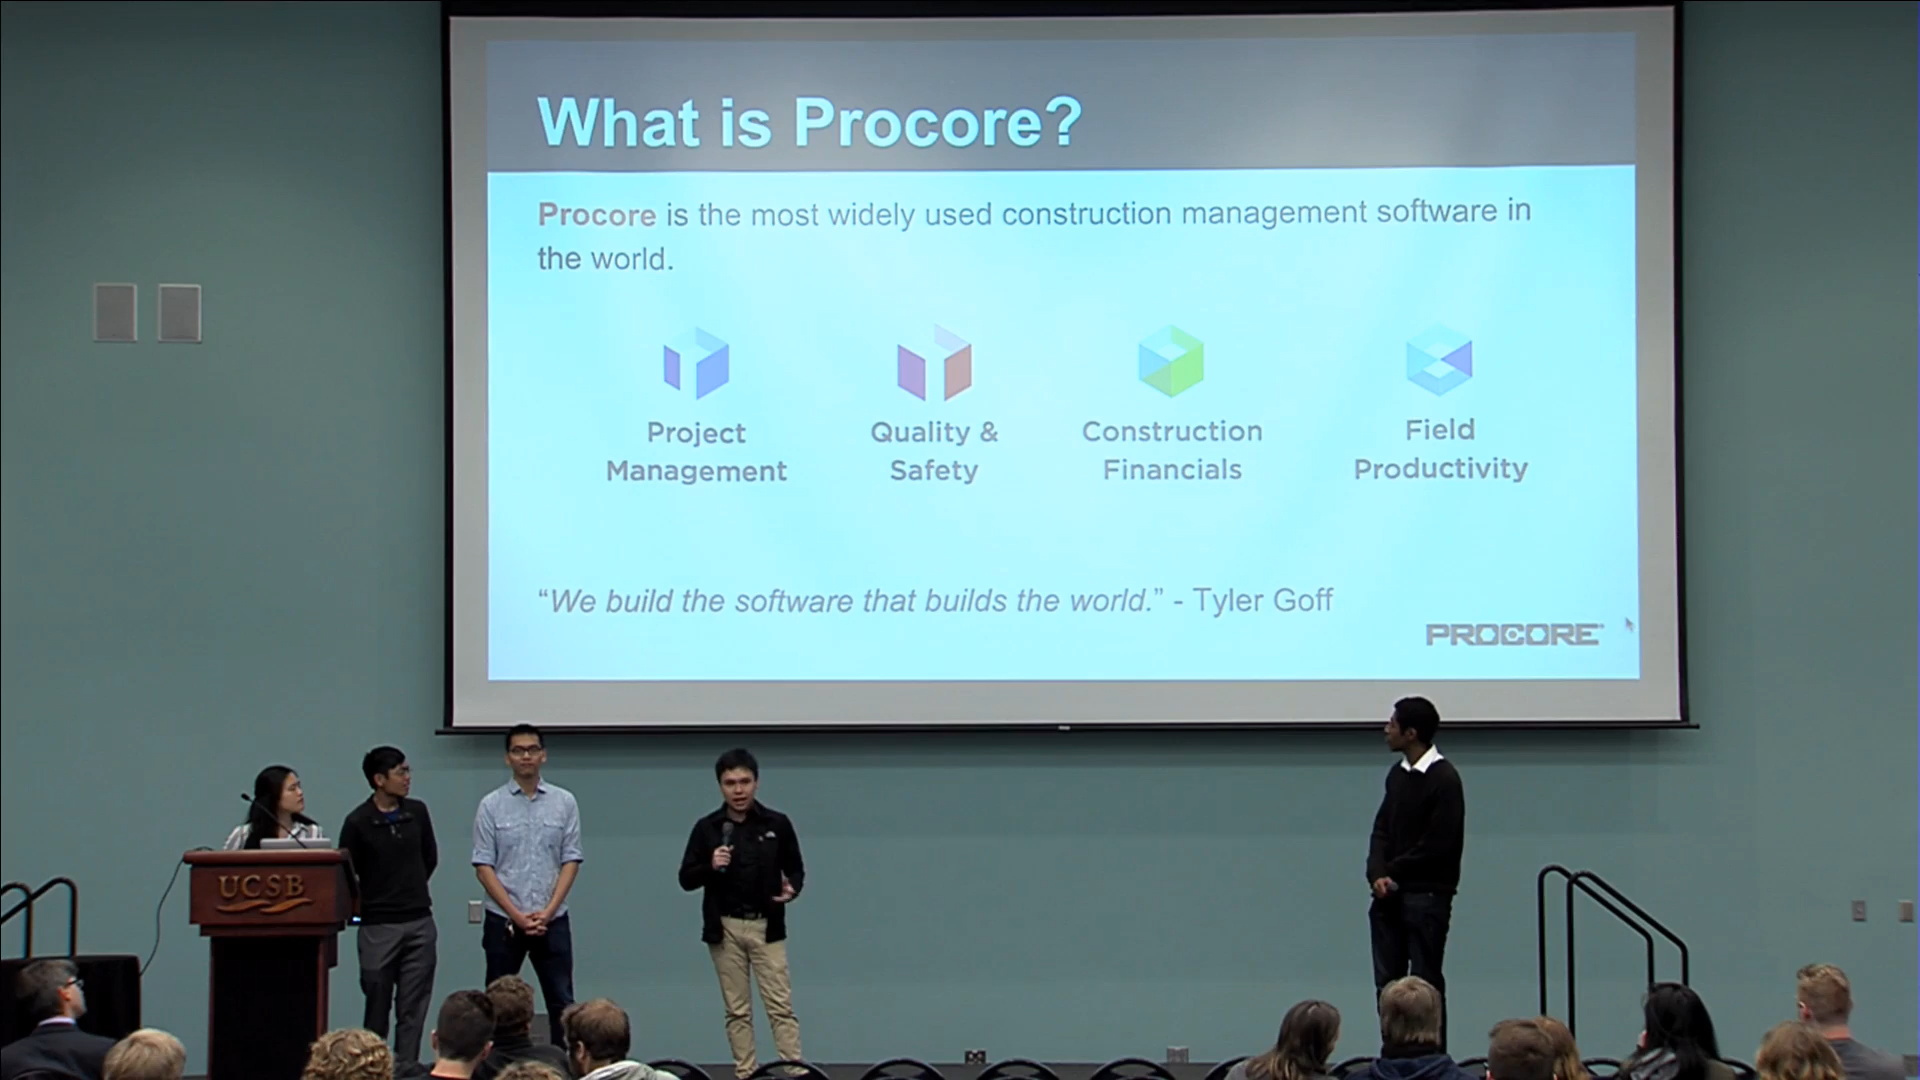 What is Procore?
Procore is the most widely used construction management software in
the world.
Project
Management
Quality &
Safety
Construction
Financials
Field
Productivity
“We build the software that builds the world.” - Tyler Goff
PROCORE
UCSB